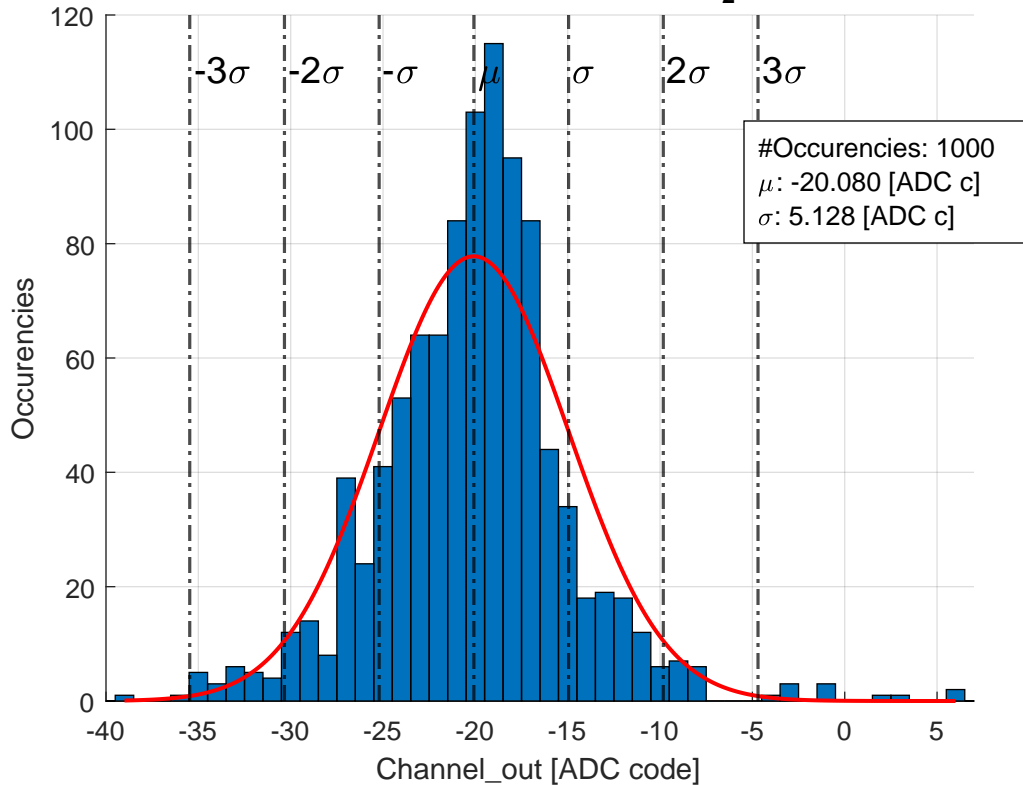 2
120
100
80
60
40
20
0
-3σ -2σ -σ μ σ 2σ 3σ
#Occurencies: 1000
μ: -20.080 [ADC c]
σ: 5.128 [ADC c]
Occurencies
-40 -35 -30 -25 -20 -15 -10 -5 0 5
Channel_out [ADC code]